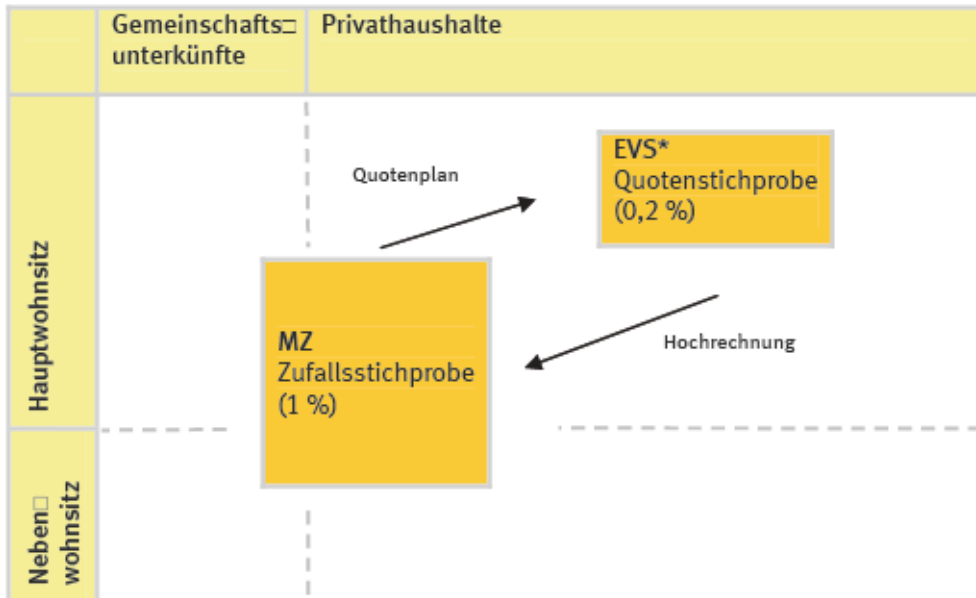 Gemeinschafts□
unterkünfte
Privathaushalte
Hauptwohnsitz
Neben□
wohnsitz
Quotenplan
EVS*
Quotenstichprobe
(0,2 %)
MZ
Zufallsstichprobe
(1 %)
Hochrechnung